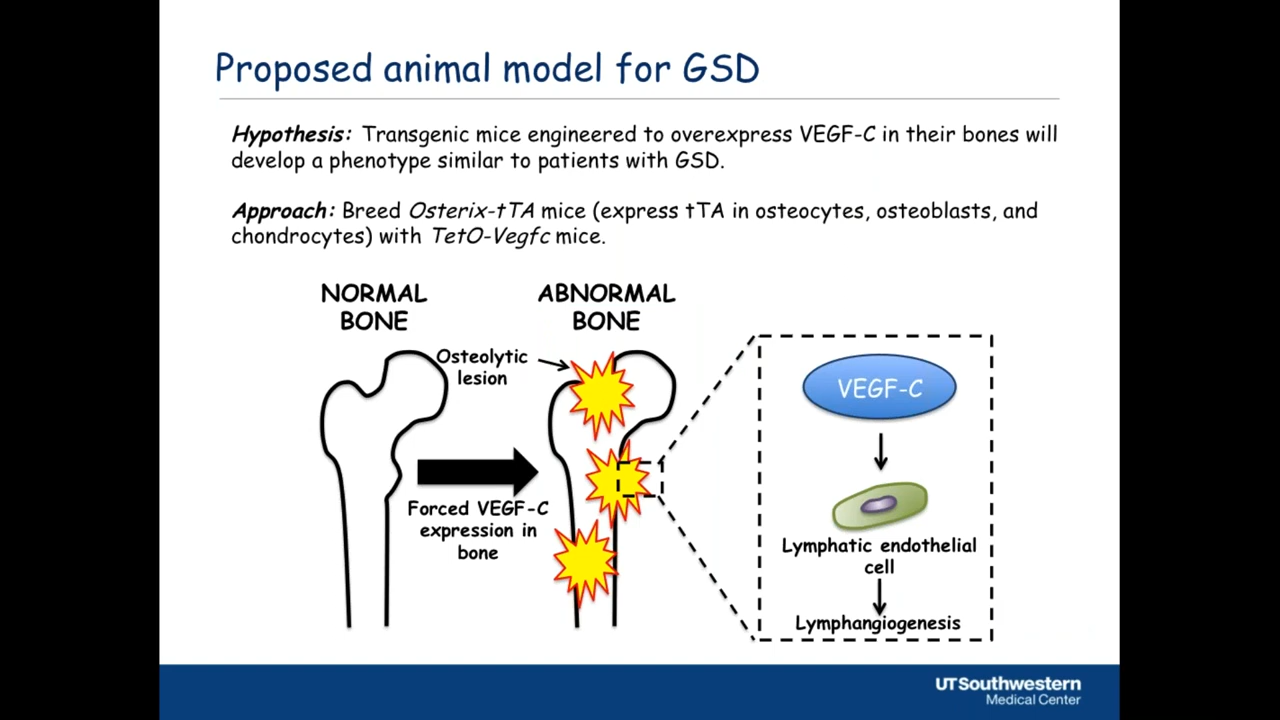 Proposed animal model for GSD
Hypothesis: Transgenic mice engineered to overexpress VEGF-C in their bones will
develop a phenotype similar to patients with GSD.
Approach: Breed Osterix-tTA mice (express tTA in osteocytes, osteoblasts, and
chondrocytes) with TetO-Vegfc mice.
NORMAL
BONE
ABNORMAL
BONE
Osteolytic
lesion
Forced VEGF-C
expression in
bone
VEGF-C
Lymphatic endothelial
cell
Lymphangiogenesis
UTSouthwestern
Medical Center